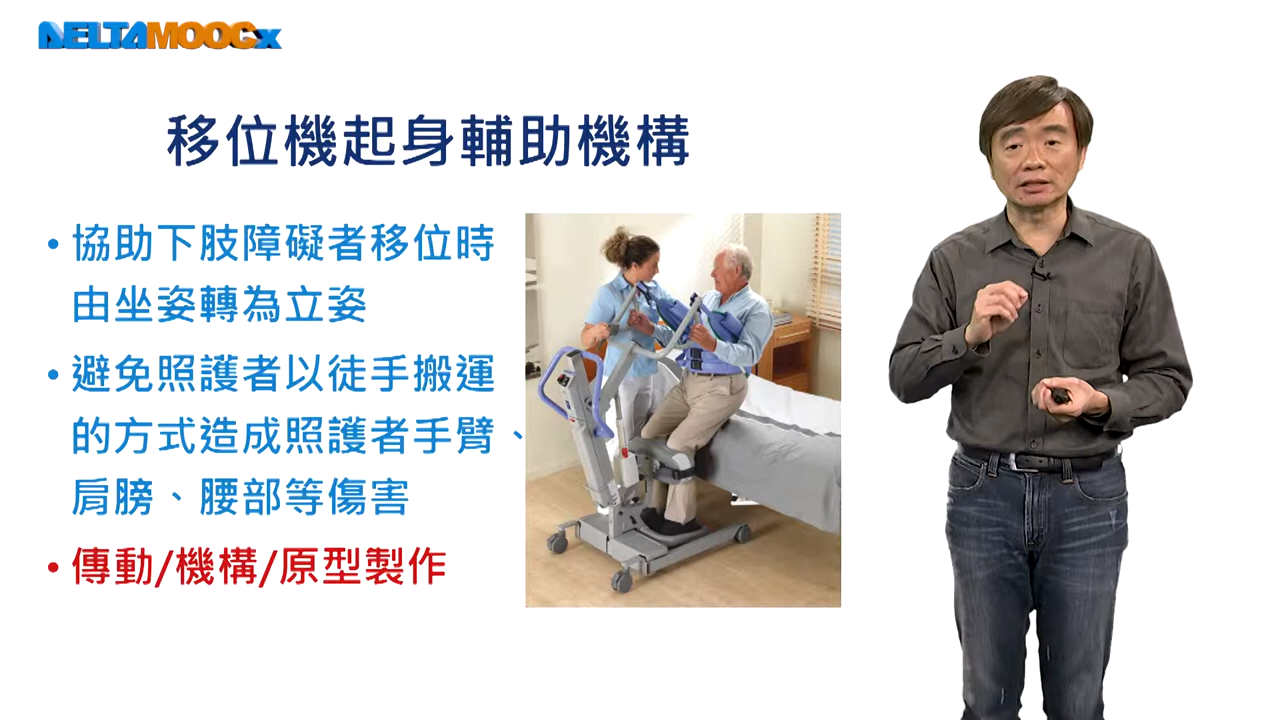 DELTAMOOCx
移位機起身輔助機構
• 協助下肢障礙者移位時
由坐姿轉為立姿
• 避免照護者以徒手搬運
的方式造成照護者手臂、
肩膀、腰部等傷害
• 傳動/機構/原型製作